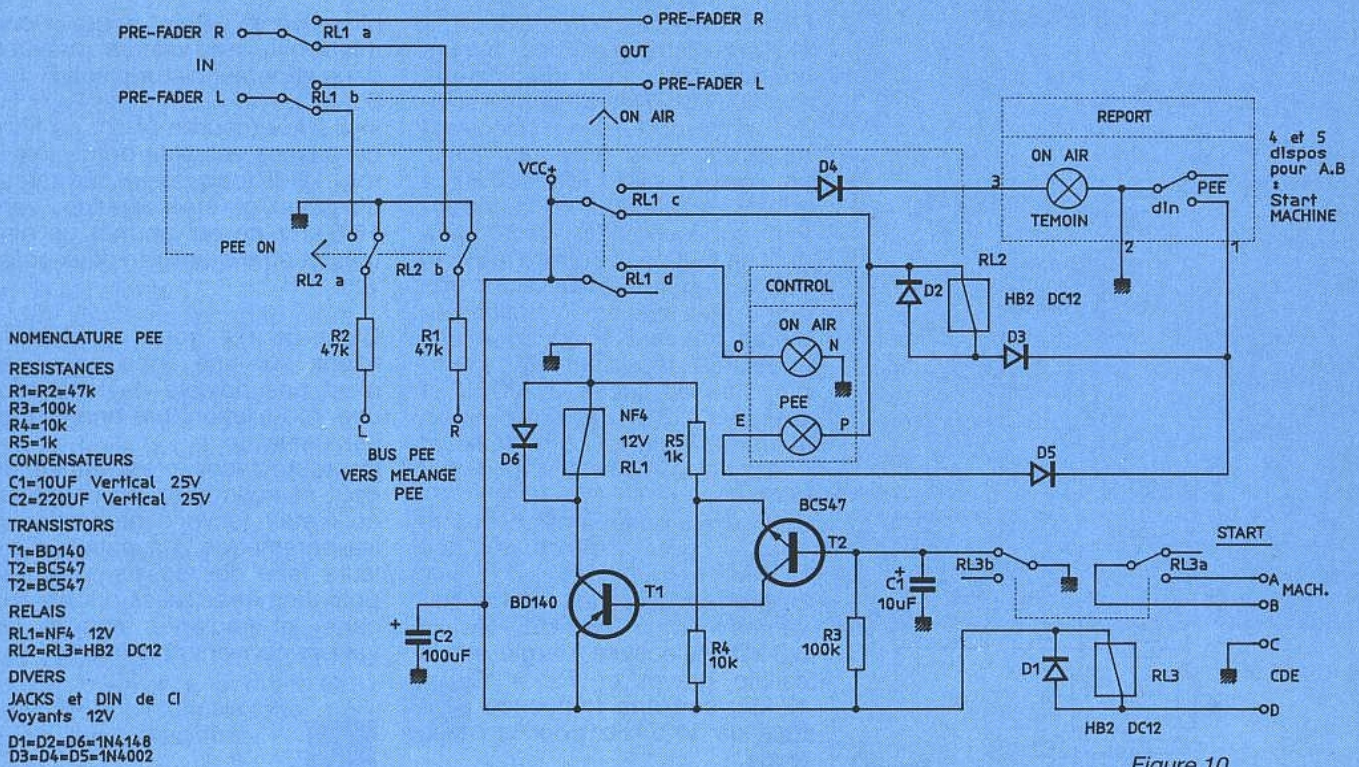 PRE-FADER R
RL1 a
PRE-FADER R
IN
OUT
PRE-FADER L
RL1 b
PRE-FADER L
ON AIR
REPORT
VCC+
D4
3
ON AIR
TEMOIN
PEE
din
4 et 5
dispos
pour A.B
:
Start
MACHINE
RL1 c
PEE ON
RL2 a
RL2 b
2
1
RL2
RL1 d
CONTROL
D2
HB2 DC12
ON AIR
O
N
D3
R2
47k
R1
47k
PEE
E
P
NF4
12V
RL1
R5
1k
D6
L
R
BUS PEE
VERS MELANGE
PEE
D5
BC547
T2
START
RL3b
RL3a
A
MACH.
B
C1
10uF
+
BD140
T1
+
C2
100uF
R4
10k
R3
100k
D1
RL3
C
CDE
D
HB2 DC12
NOMENCLATURE PEE
RESISTANCES
R1=R2=47k
R3=100k
R4=10k
R5=1k
CONDENSATEURS
C1=10UF Vertical 25V
C2=220UF Vertical 25V
TRANSISTORS
T1=BD140
T2=BC547
T2=BC547
RELAIS
RL1=NF4 12V
RL2=RL3=HB2 DC12
DIVERS
JACKS et DIN de CI
Voyants 12V
D1=D2=D6=1N4148
D3=D4=D5=1N4002
Figure 10